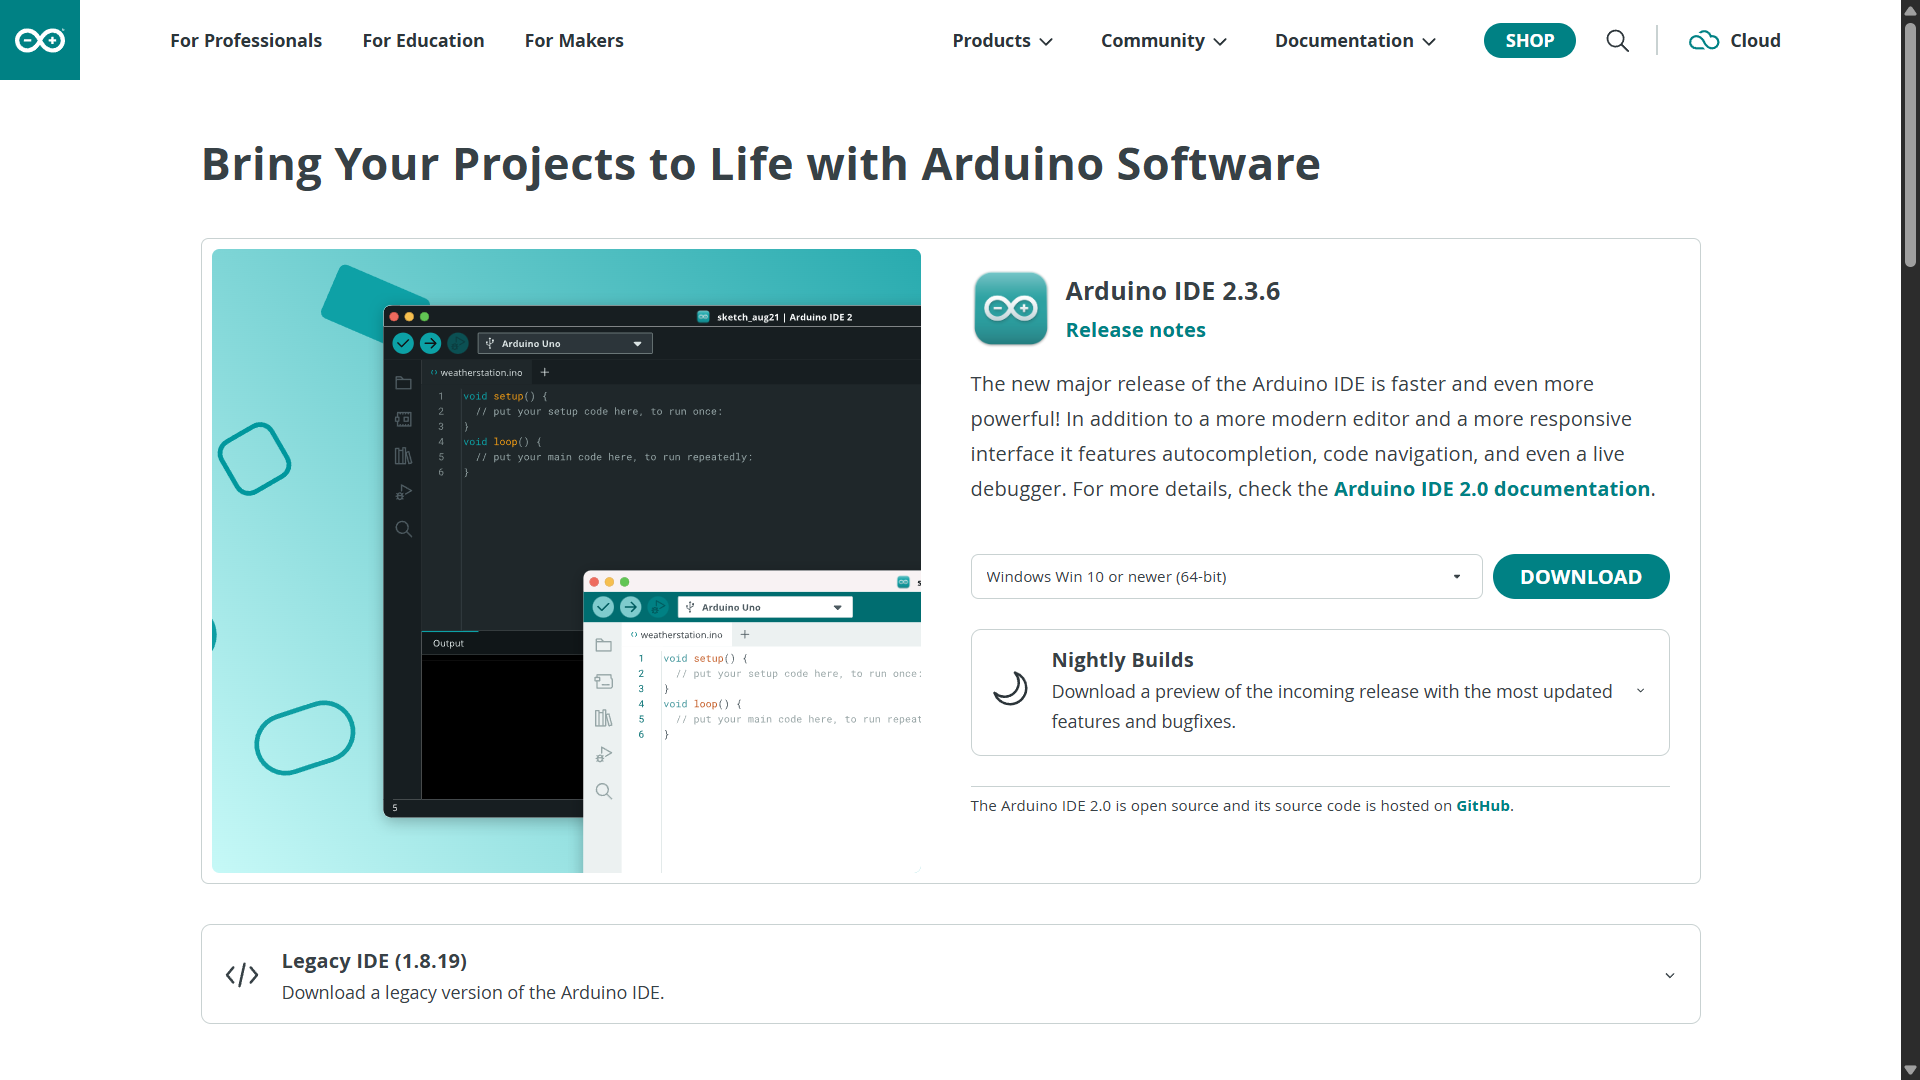 For Professionals
For Education
For Makers
Products
Community
Documentation
SHOP
Cloud
Bring Your Projects to Life with Arduino Software
sketch_aug21 | Arduino IDE 2
Arduino Uno
weatherstation.ino
1 void setup() {
2 // put your setup code here, to run once:
3 }
4 void loop() {
5 // put your main code here, to run repeatedly:
6 }
Output
5
s
Arduino Uno
weatherstation.ino
1 void setup() {
2 // put your setup code here, to run once:
3 }
4 void loop() {
5 // put your main code here, to run repeat
6 }
Arduino IDE 2.3.6
Release notes
The new major release of the Arduino IDE is faster and even more
powerful! In addition to a more modern editor and a more responsive
interface it features autocompletion, code navigation, and even a live
debugger. For more details, check the Arduino IDE 2.0 documentation.
Windows Win 10 or newer (64-bit)
DOWNLOAD
Nightly Builds
Download a preview of the incoming release with the most updated
features and bugfixes.
The Arduino IDE 2.0 is open source and its source code is hosted on GitHub.
Legacy IDE (1.8.19)
Download a legacy version of the Arduino IDE.